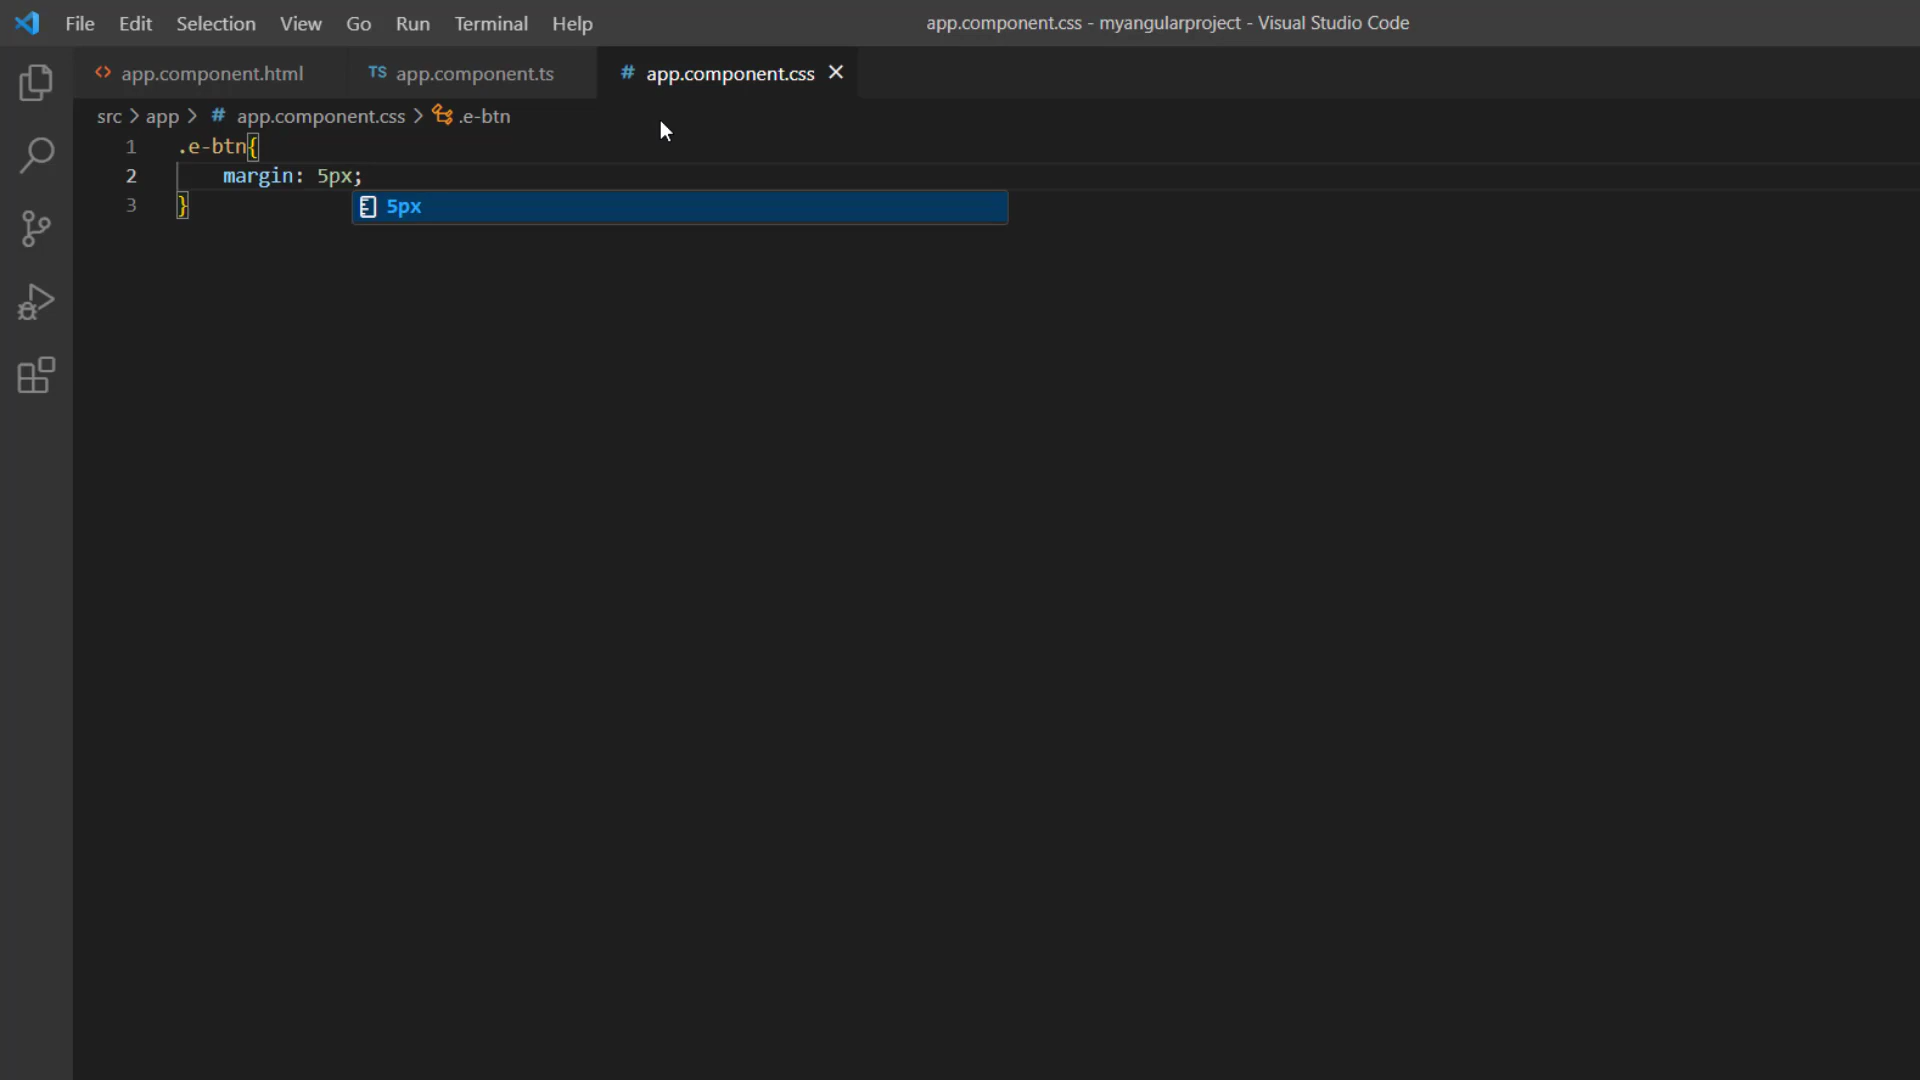 File Edit Selection View Go Run Terminal Help app.component.css - myangularproject - Visual Studio Code
<> app.component.html TS app.component.ts # app.component.css ×
src > app > # app.component.css > .e-btn
1 .e-btn{
2 margin: 5px;
3 }
5px